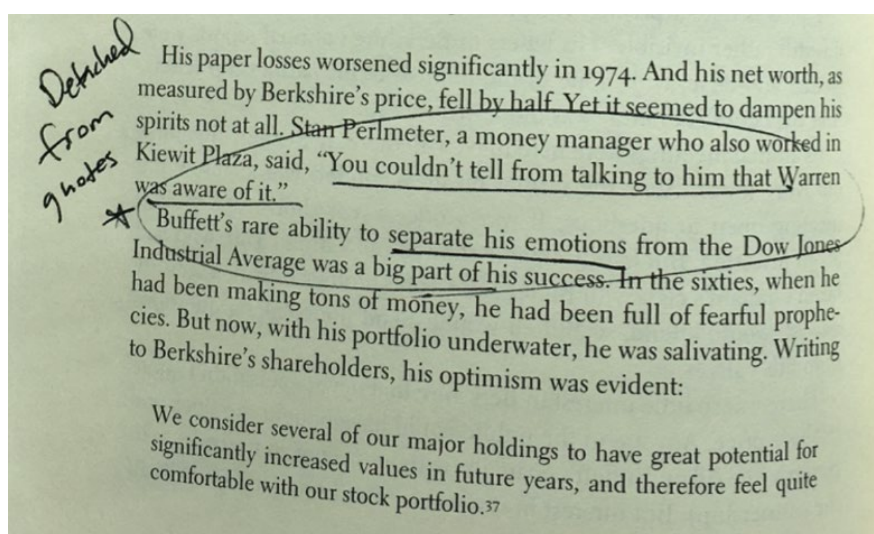 Detached
from
quotes
His paper losses worsened significantly in 1974. And his net worth, as
measured by Berkshire's price, fell by half. Yet it seemed to dampen his
spirits not at all. Stan Perlmeter, a money manager who also worked in
Kiewit Plaza, said, “You couldn't tell from talking to him that Warren
was aware of it.”
Buffett's rare ability to separate his emotions from the Dow Jones
Industrial Average was a big part of his success. In the sixties, when he
had been making tons of money, he had been full of fearful prophe-
cies. But now, with his portfolio underwater, he was salivating. Writing
to Berkshire's shareholders, his optimism was evident:
We consider several of our major holdings to have great potential for
significantly increased values in future years, and therefore feel quite
comfortable with our stock portfolio.37